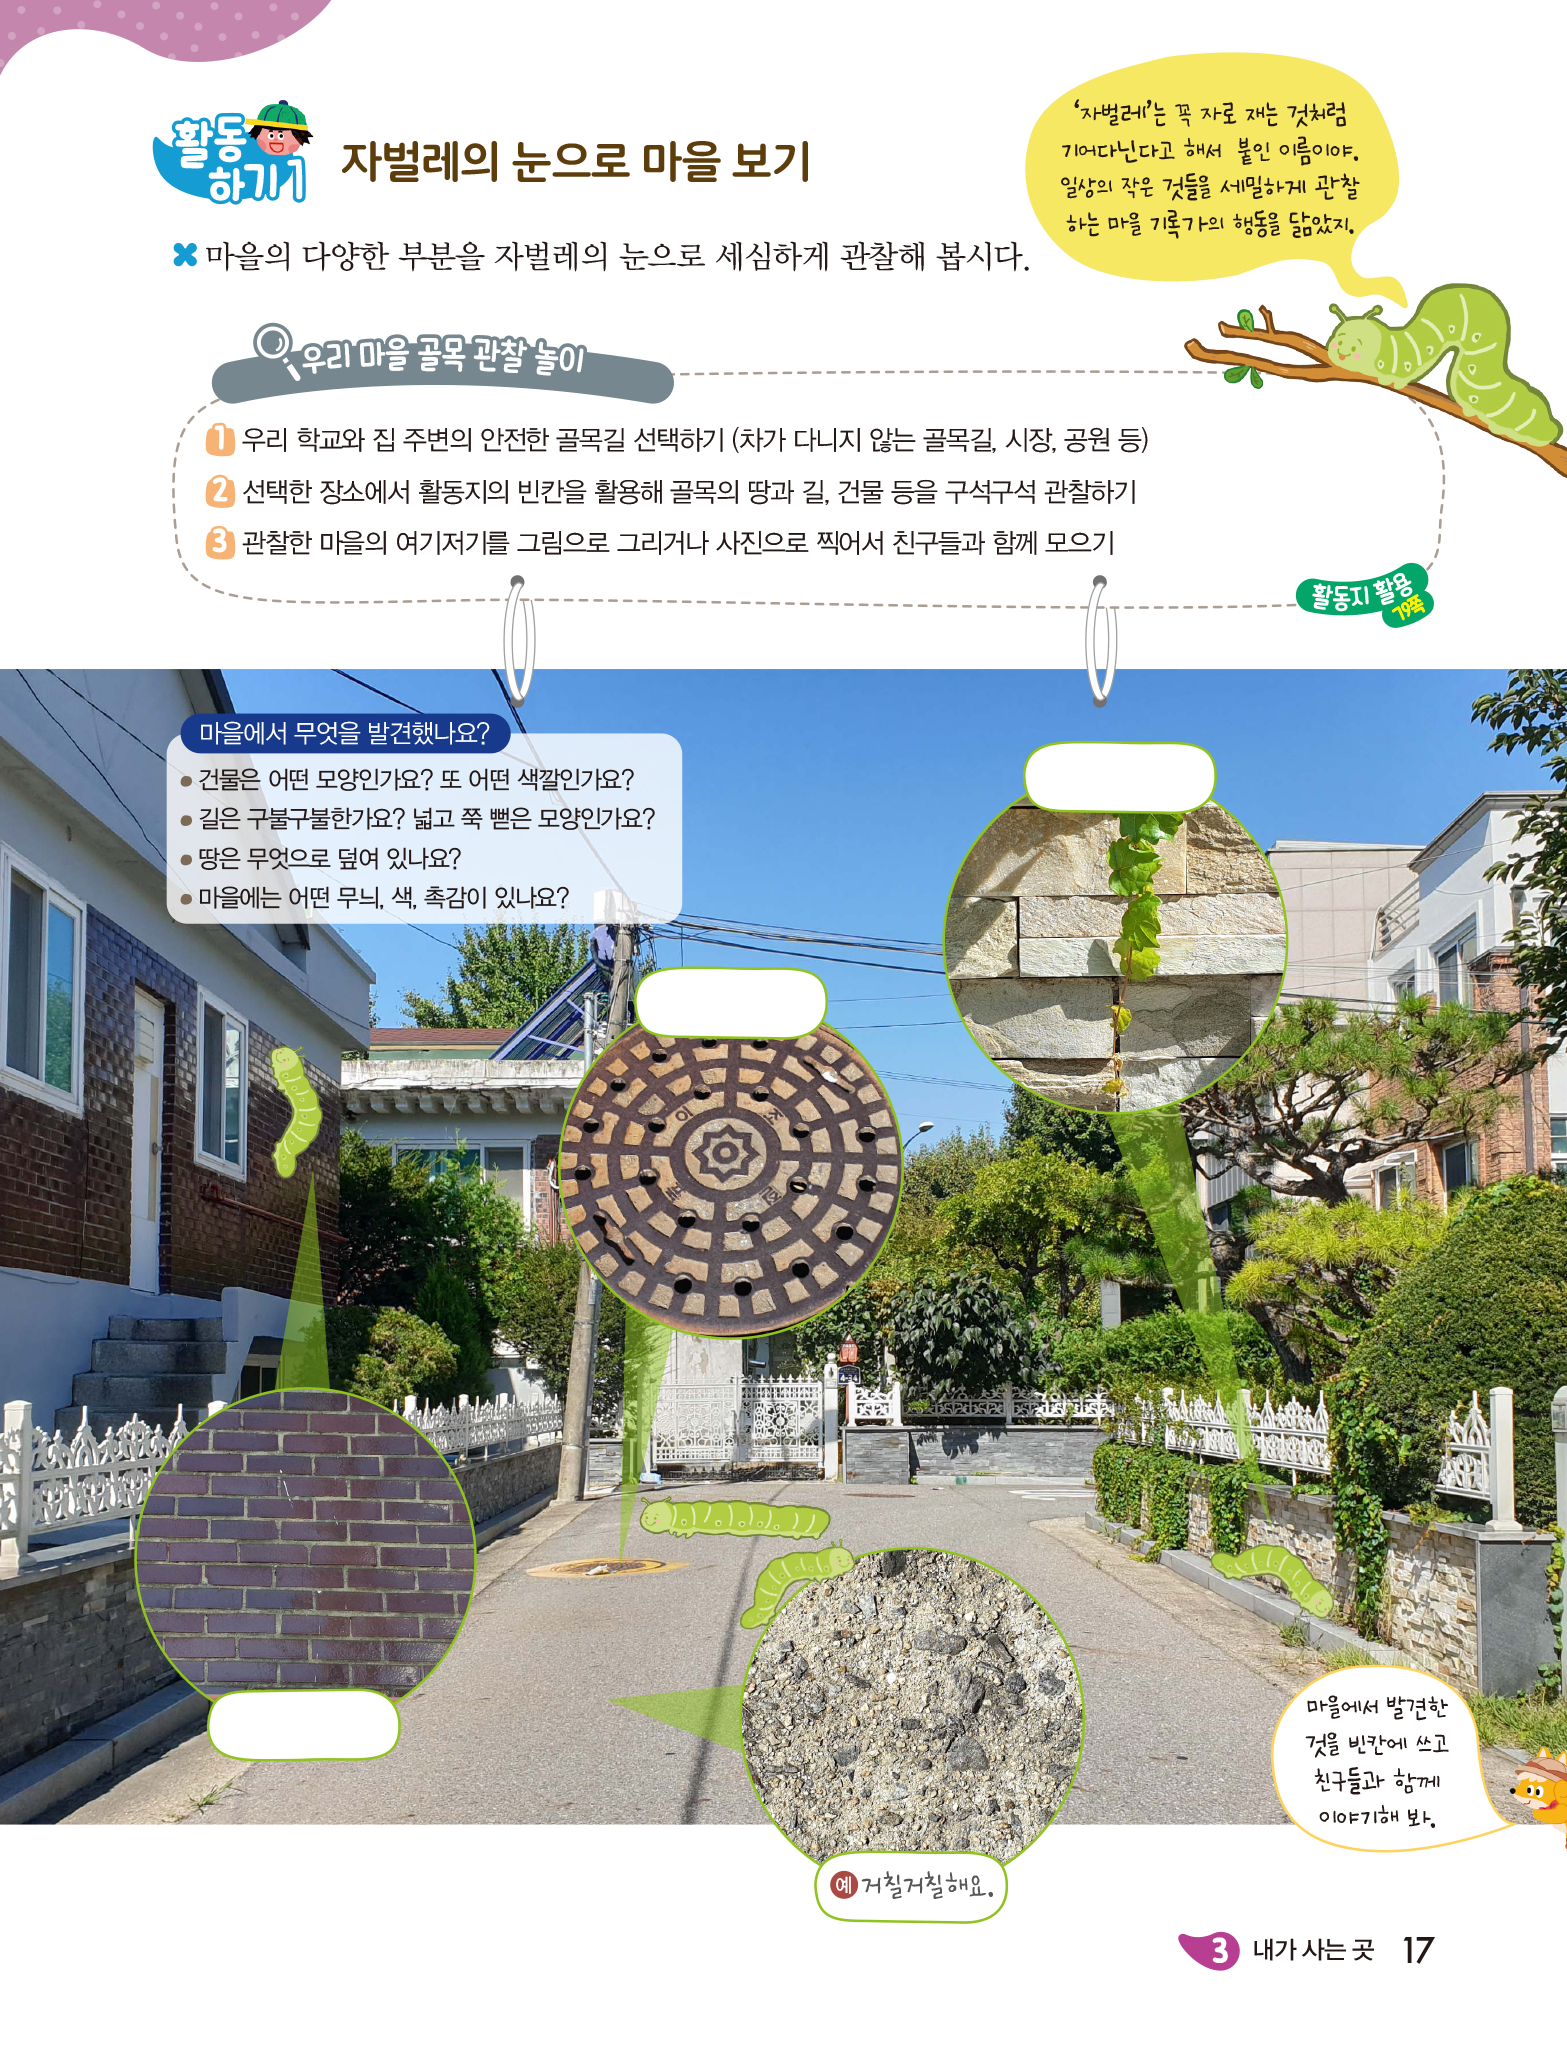 활동
하기 1
자벌레의 눈으로 마을 보기
'자벌레'는 꼭 자로 재는 것처럼
기어다닌다고 해서 붙인 이름이야.
일상의 작은 것들을 세밀하게 관찰
하는 마을 기록가의 행동을 닮았지.
마을의 다양한 부분을 자벌레의 눈으로 세심하게 관찰해 봅시다.
우리 마을 골목 관찰 놀이
1 우리 학교와 집 주변의 안전한 골목길 선택하기 (차가 다니지 않는 골목길, 시장, 공원 등)
2 선택한 장소에서 활동지의 빈칸을 활용해 골목의 땅과 길, 건물 등을 구석구석 관찰하기
3 관찰한 마을의 여기저기를 그림으로 그리거나 사진으로 찍어서 친구들과 함께 모으기
활동지 활용
79쪽
마을에서 무엇을 발견했나요?
● 건물은 어떤 모양인가요? 또 어떤 색깔인가요?
● 길은 구불구불한가요? 넓고 쭉 뻗은 모양인가요?
● 땅은 무엇으로 덮여 있나요?
● 마을에는 어떤 무늬, 색, 촉감이 있나요?
마을에서 발견한
것을 빈칸에 쓰고
친구들과 함께
이야기해 봐.
예 거칠거칠해요.
3 내가 사는 곳 17